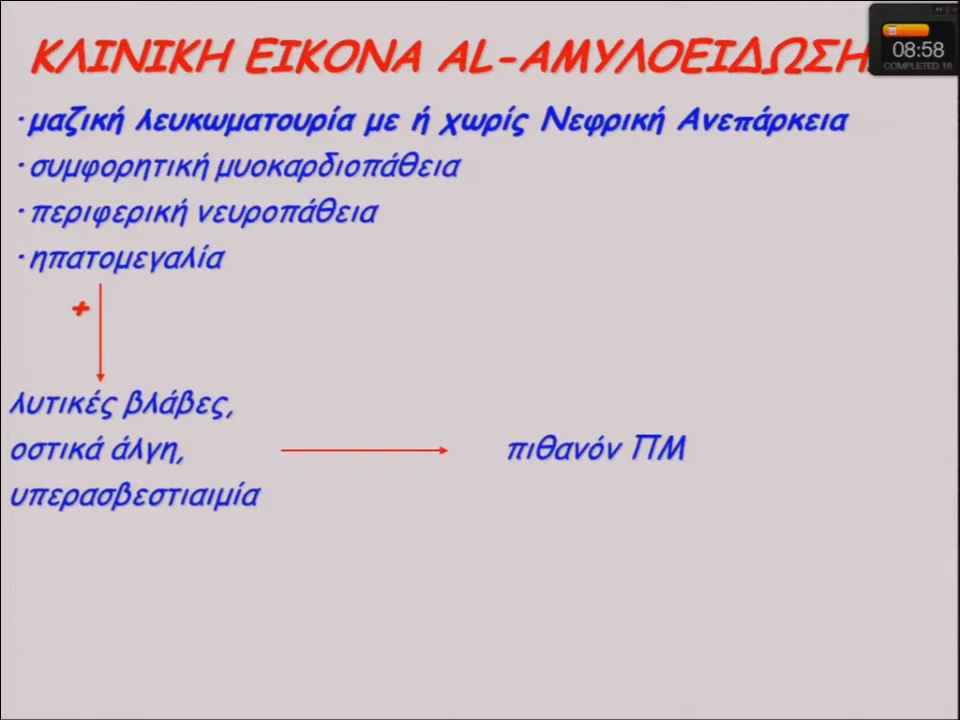 ΚΛΙΝΙΚΗ ΕΙΚΟΝΑ AL-ΑΜΥΛΟΕΙΔΩΣΗ
08:58
COMPLETED 16
·μαζική λευκωματουρία με ή χωρίς Νεφρική Ανεπάρκεια
·συμφορητική μυοκαρδιοπάθεια
·περιφερική νευροπάθεια
·ηπατομεγαλία
+
λυτικές βλάβες,
οστικά άλγη,
πιθανόν ΠΜ
υπερασβεστιαιμία